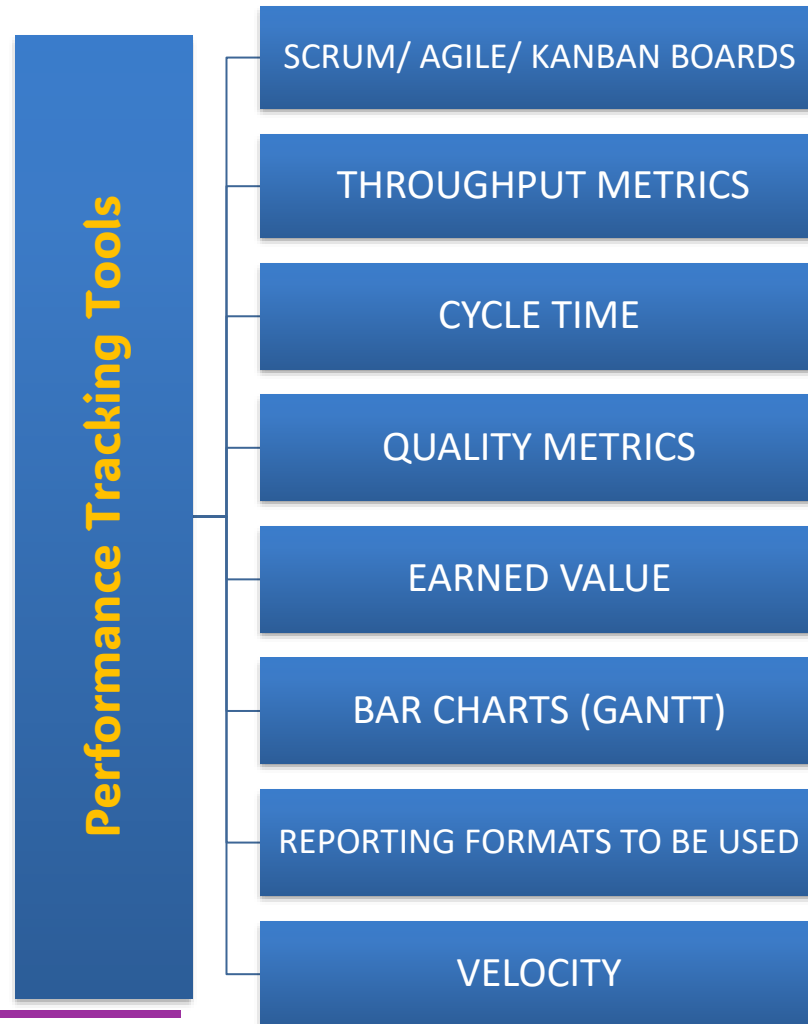 Performance Tracking Tools
SCRUM/ AGILE/ KANBAN BOARDS
THROUGHPUT METRICS
CYCLE TIME
QUALITY METRICS
EARNED VALUE
BAR CHARTS (GANTT)
REPORTING FORMATS TO BE USED
VELOCITY